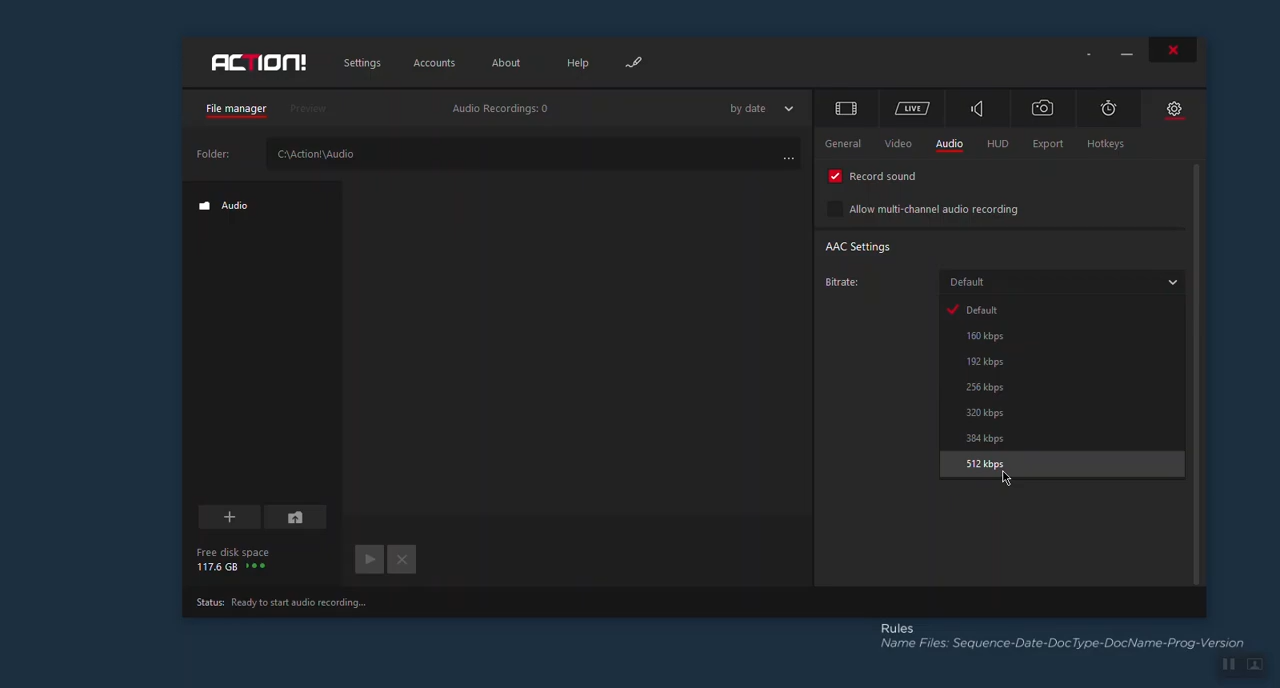 ACTION!
Settings
Accounts
About
Help
File manager
Preview
Audio Recordings: 0
by date
LIVE
Folder:
C:\Action!\Audio
...
General
Video
Audio
HUD
Export
Hotkeys
Record sound
Allow multi-channel audio recording
Audio
AAC Settings
Bitrate:
Default
Default
160 kbps
192 kbps
256 kbps
320 kbps
384 kbps
512 kbps
Free disk space
117.6 GB
Status: Ready to start audio recording...
Rules
Name Files: Sequence-Date-DocType-DocName-Prog-Version